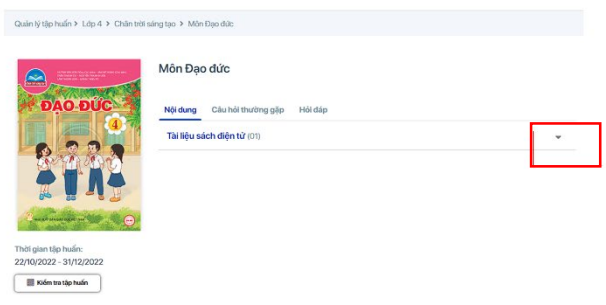 Quản lý tập huấn > Lớp 4 > Chân trời sáng tạo > Môn Đạo đức
Môn Đạo đức
ĐẠO ĐỨC
4
Nội dung Câu hỏi thường gặp Hỏi đáp
Tài liệu sách điện tử (01)
Thời gian tập huấn:
22/10/2022 - 31/12/2022
Kiểm tra tập huấn